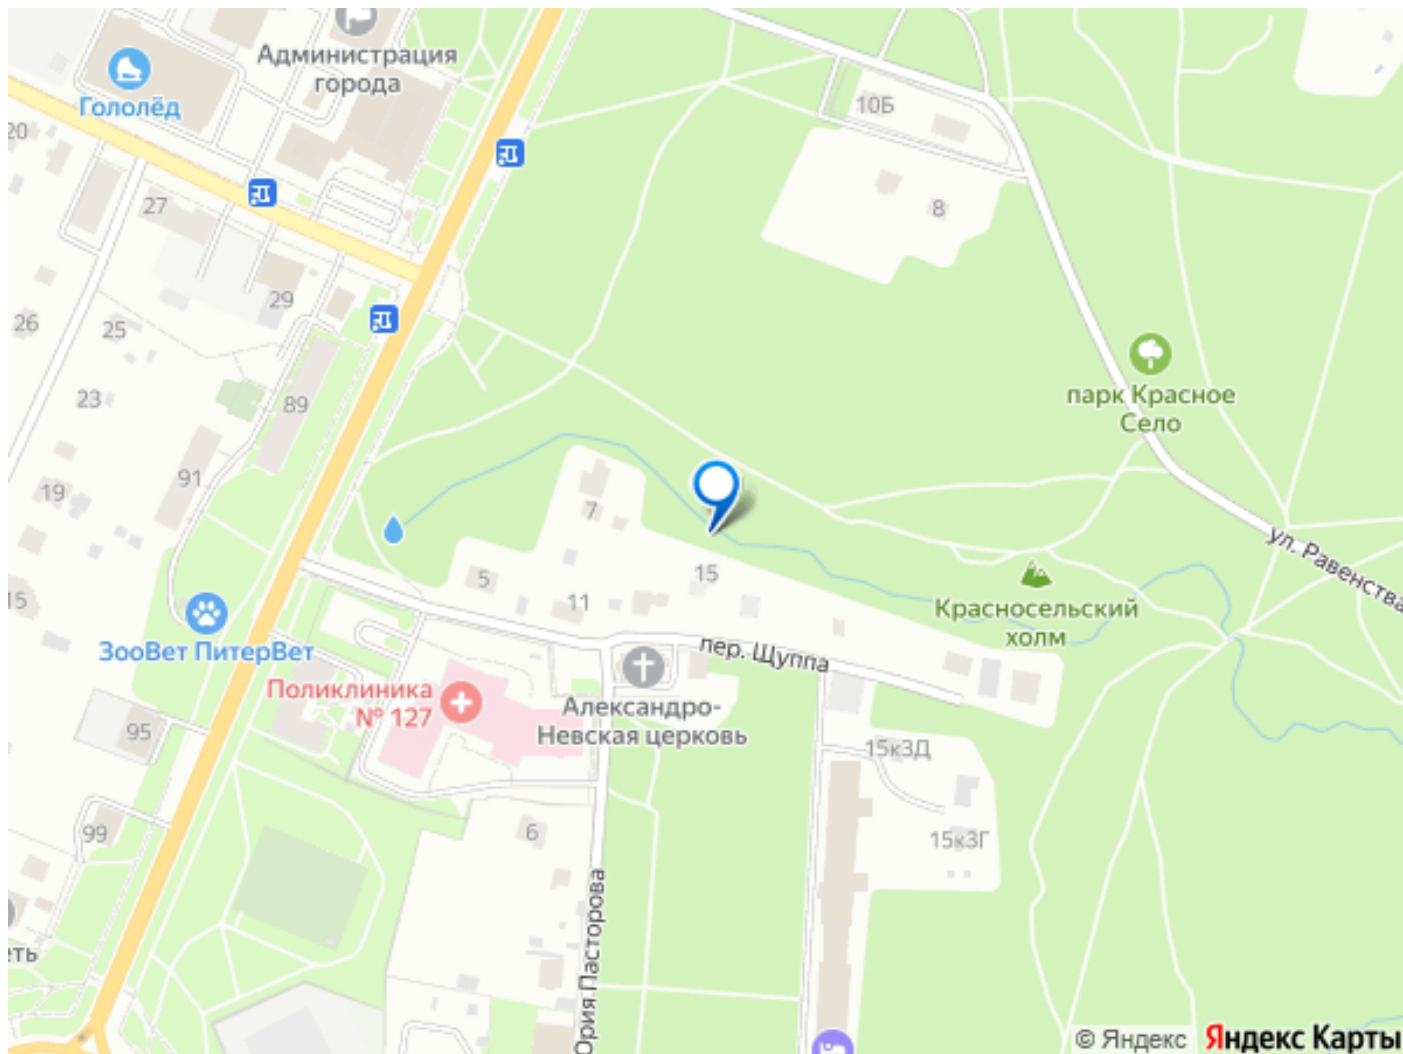 Администрация
города
Гололёд
10Б
20
27
8
29
26
25
парк Красное
Село
23
89
91
19
7
ул. Равенства
15
5
15
11
Красносельский
холм
ЗооВет ПитерВет
пер. Щуппа
Поликлиника
№ 127
Александро-
Невская церковь
95
15к3Д
99
6
15к3Г
Юрия Пасторова
еть
© Яндекс
Яндекс Карты